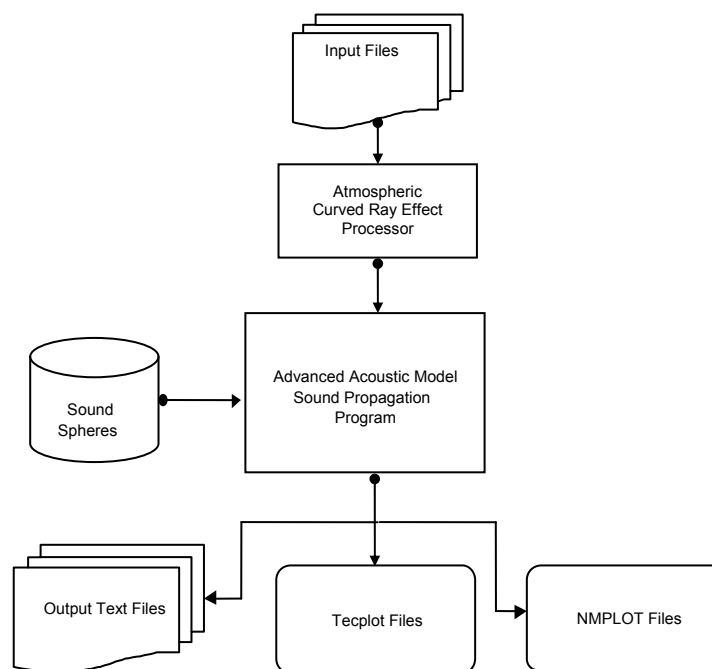 Input Files
Atmospheric
Curved Ray Effect
Processor
Advanced Acoustic Model
Sound Propagation
Program
Sound
Spheres
Output Text Files
Tecplot Files
NMPLOT Files